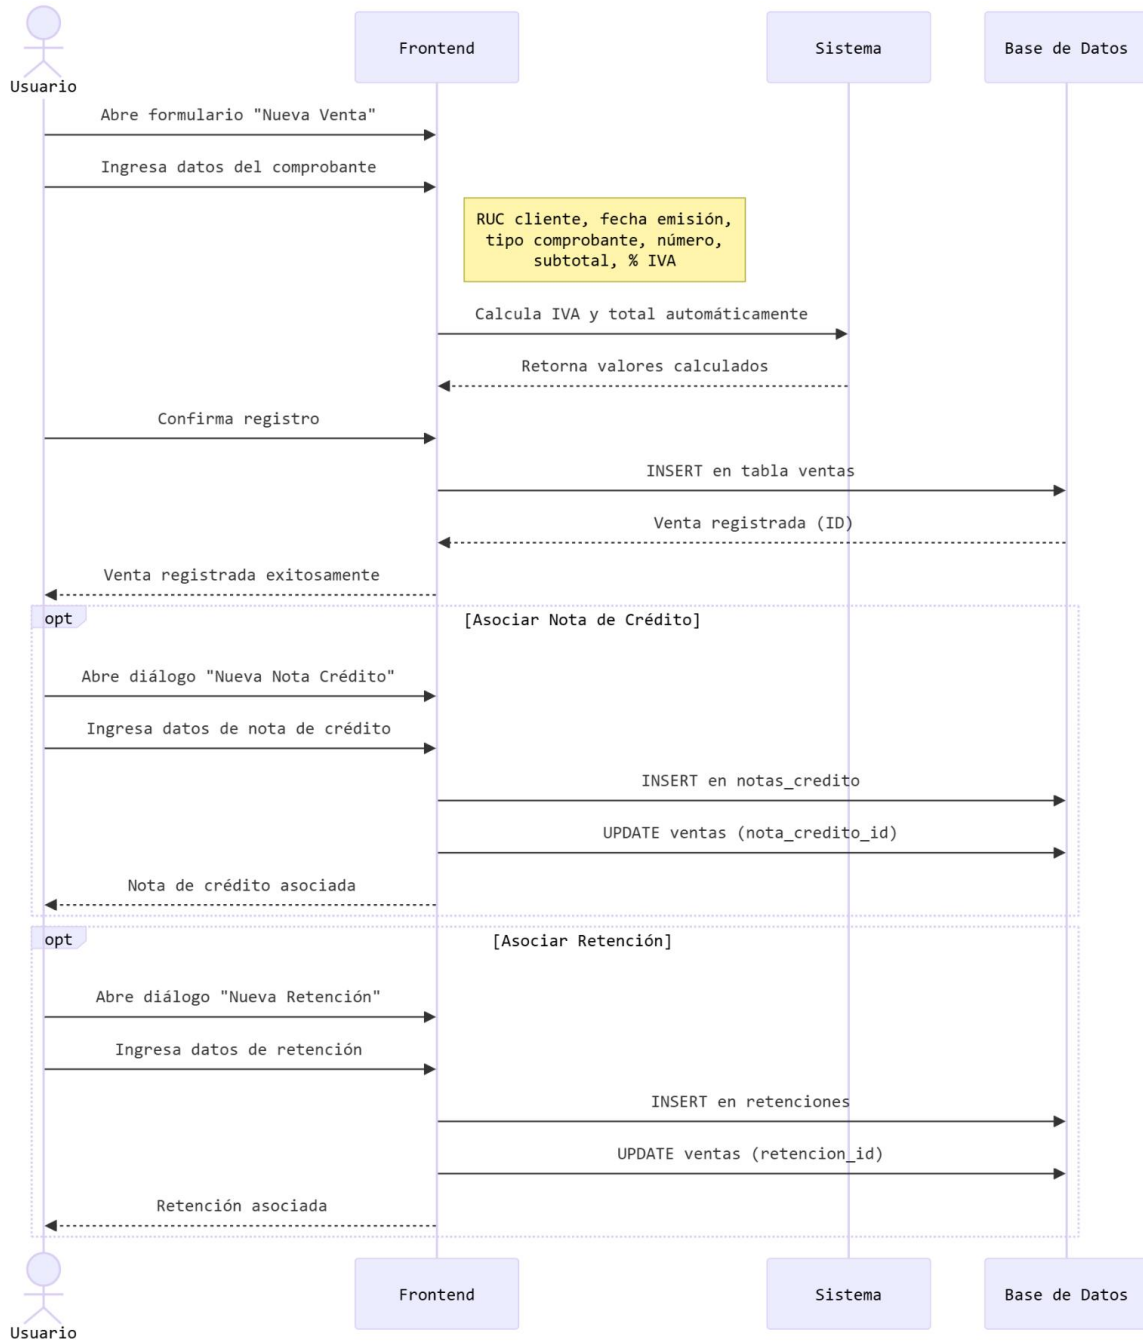 Usuario
Frontend
Sistema
Base de Datos
Abre formulario "Nueva Venta"
Ingresa datos del comprobante
RUC cliente, fecha emisión,
tipo comprobante, número,
subtotal, % IVA
Calcula IVA y total automáticamente
Retorna valores calculados
Confirma registro
INSERT en tabla ventas
Venta registrada (ID)
Venta registrada exitosamente
opt
[Asociar Nota de Crédito]
Abre diálogo "Nueva Nota Crédito"
Ingresa datos de nota de crédito
INSERT en notas_credito
UPDATE ventas (nota_credito_id)
Nota de crédito asociada
opt
[Asociar Retención]
Abre diálogo "Nueva Retención"
Ingresa datos de retención
INSERT en retenciones
UPDATE ventas (retencion_id)
Retención asociada
Usuario
Frontend
Sistema
Base de Datos